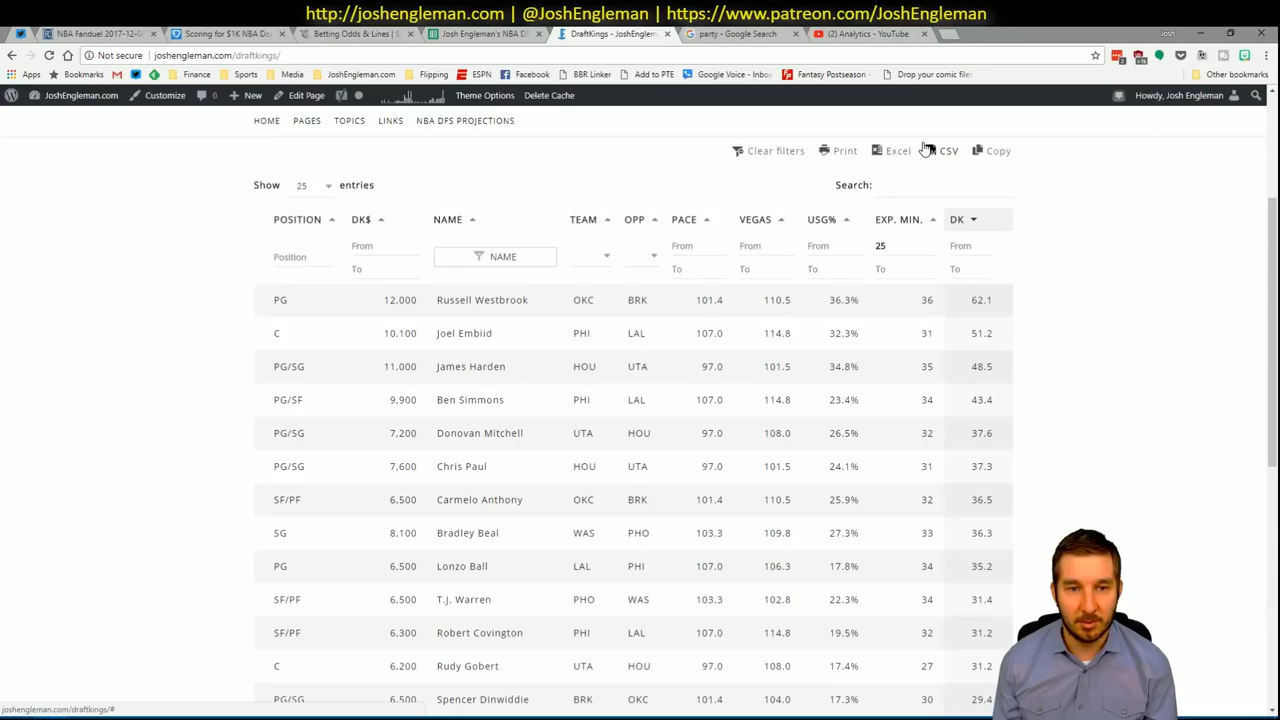 http://joshengleman.com | @JoshEngleman | https://www.patreon.com/JoshEngleman
NBA Fanduel 2017-12-0
Scoring for $1K NBA Dog
Betting Odds & Lines | S
Josh Engleman's NBA D
DraftKings - JoshEnglem
party - Google Search
(2) Analytics - YouTube
Josh
Not secure | joshengleman.com/draftkings/
Apps
Bookmarks
Finance
Sports
Media
JoshEngleman.com
Flipping
ESPN
Facebook
BBR Linker
Add to PTE
Google Voice - Inbo
Fantasy Postseason -
Drop your comic file
Other bookmarks
JoshEngleman.com
Customize
0
New
Edit Page
Theme Options
Delete Cache
Howdy, Josh Engleman
HOME PAGES TOPICS LINKS NBA DFS PROJECTIONS
Clear filters Print Excel CSV Copy
Show 25 entries Search:
POSITION DK$ NAME TEAM OPP PACE VEGAS USG% EXP. MIN. DK
From From From From 25 From
Position NAME
To To To To To To
PG 12,000 Russell Westbrook OKC BRK 101.4 110.5 36.3% 36 62.1
C 10,100 Joel Embiid PHI LAL 107.0 114.8 32.3% 31 51.2
PG/SG 11,000 James Harden HOU UTA 97.0 101.5 34.8% 35 48.5
PG/SF 9,900 Ben Simmons PHI LAL 107.0 114.8 23.4% 34 43.4
PG/SG 7,200 Donovan Mitchell UTA HOU 97.0 108.0 26.5% 32 37.6
PG/SG 7,600 Chris Paul HOU UTA 97.0 101.5 24.1% 31 37.3
SF/PF 6,500 Carmelo Anthony OKC BRK 101.4 110.5 25.9% 32 36.5
SG 8,100 Bradley Beal WAS PHO 103.3 109.8 27.3% 33 36.3
PG 6,500 Lonzo Ball LAL PHI 107.0 106.3 17.8% 34 35.2
SF/PF 6,500 T.J. Warren PHO WAS 103.3 102.8 22.3% 34 31.4
SF/PF 6,300 Robert Covington PHI LAL 107.0 114.8 19.5% 32 31.2
C 6,200 Rudy Gobert UTA HOU 97.0 108.0 17.4% 27 31.2
PG/SG 6,500 Spencer Dinwiddie BRK OKC 101.4 104.0 17.3% 30 29.4
joshengleman.com/draftkings/#